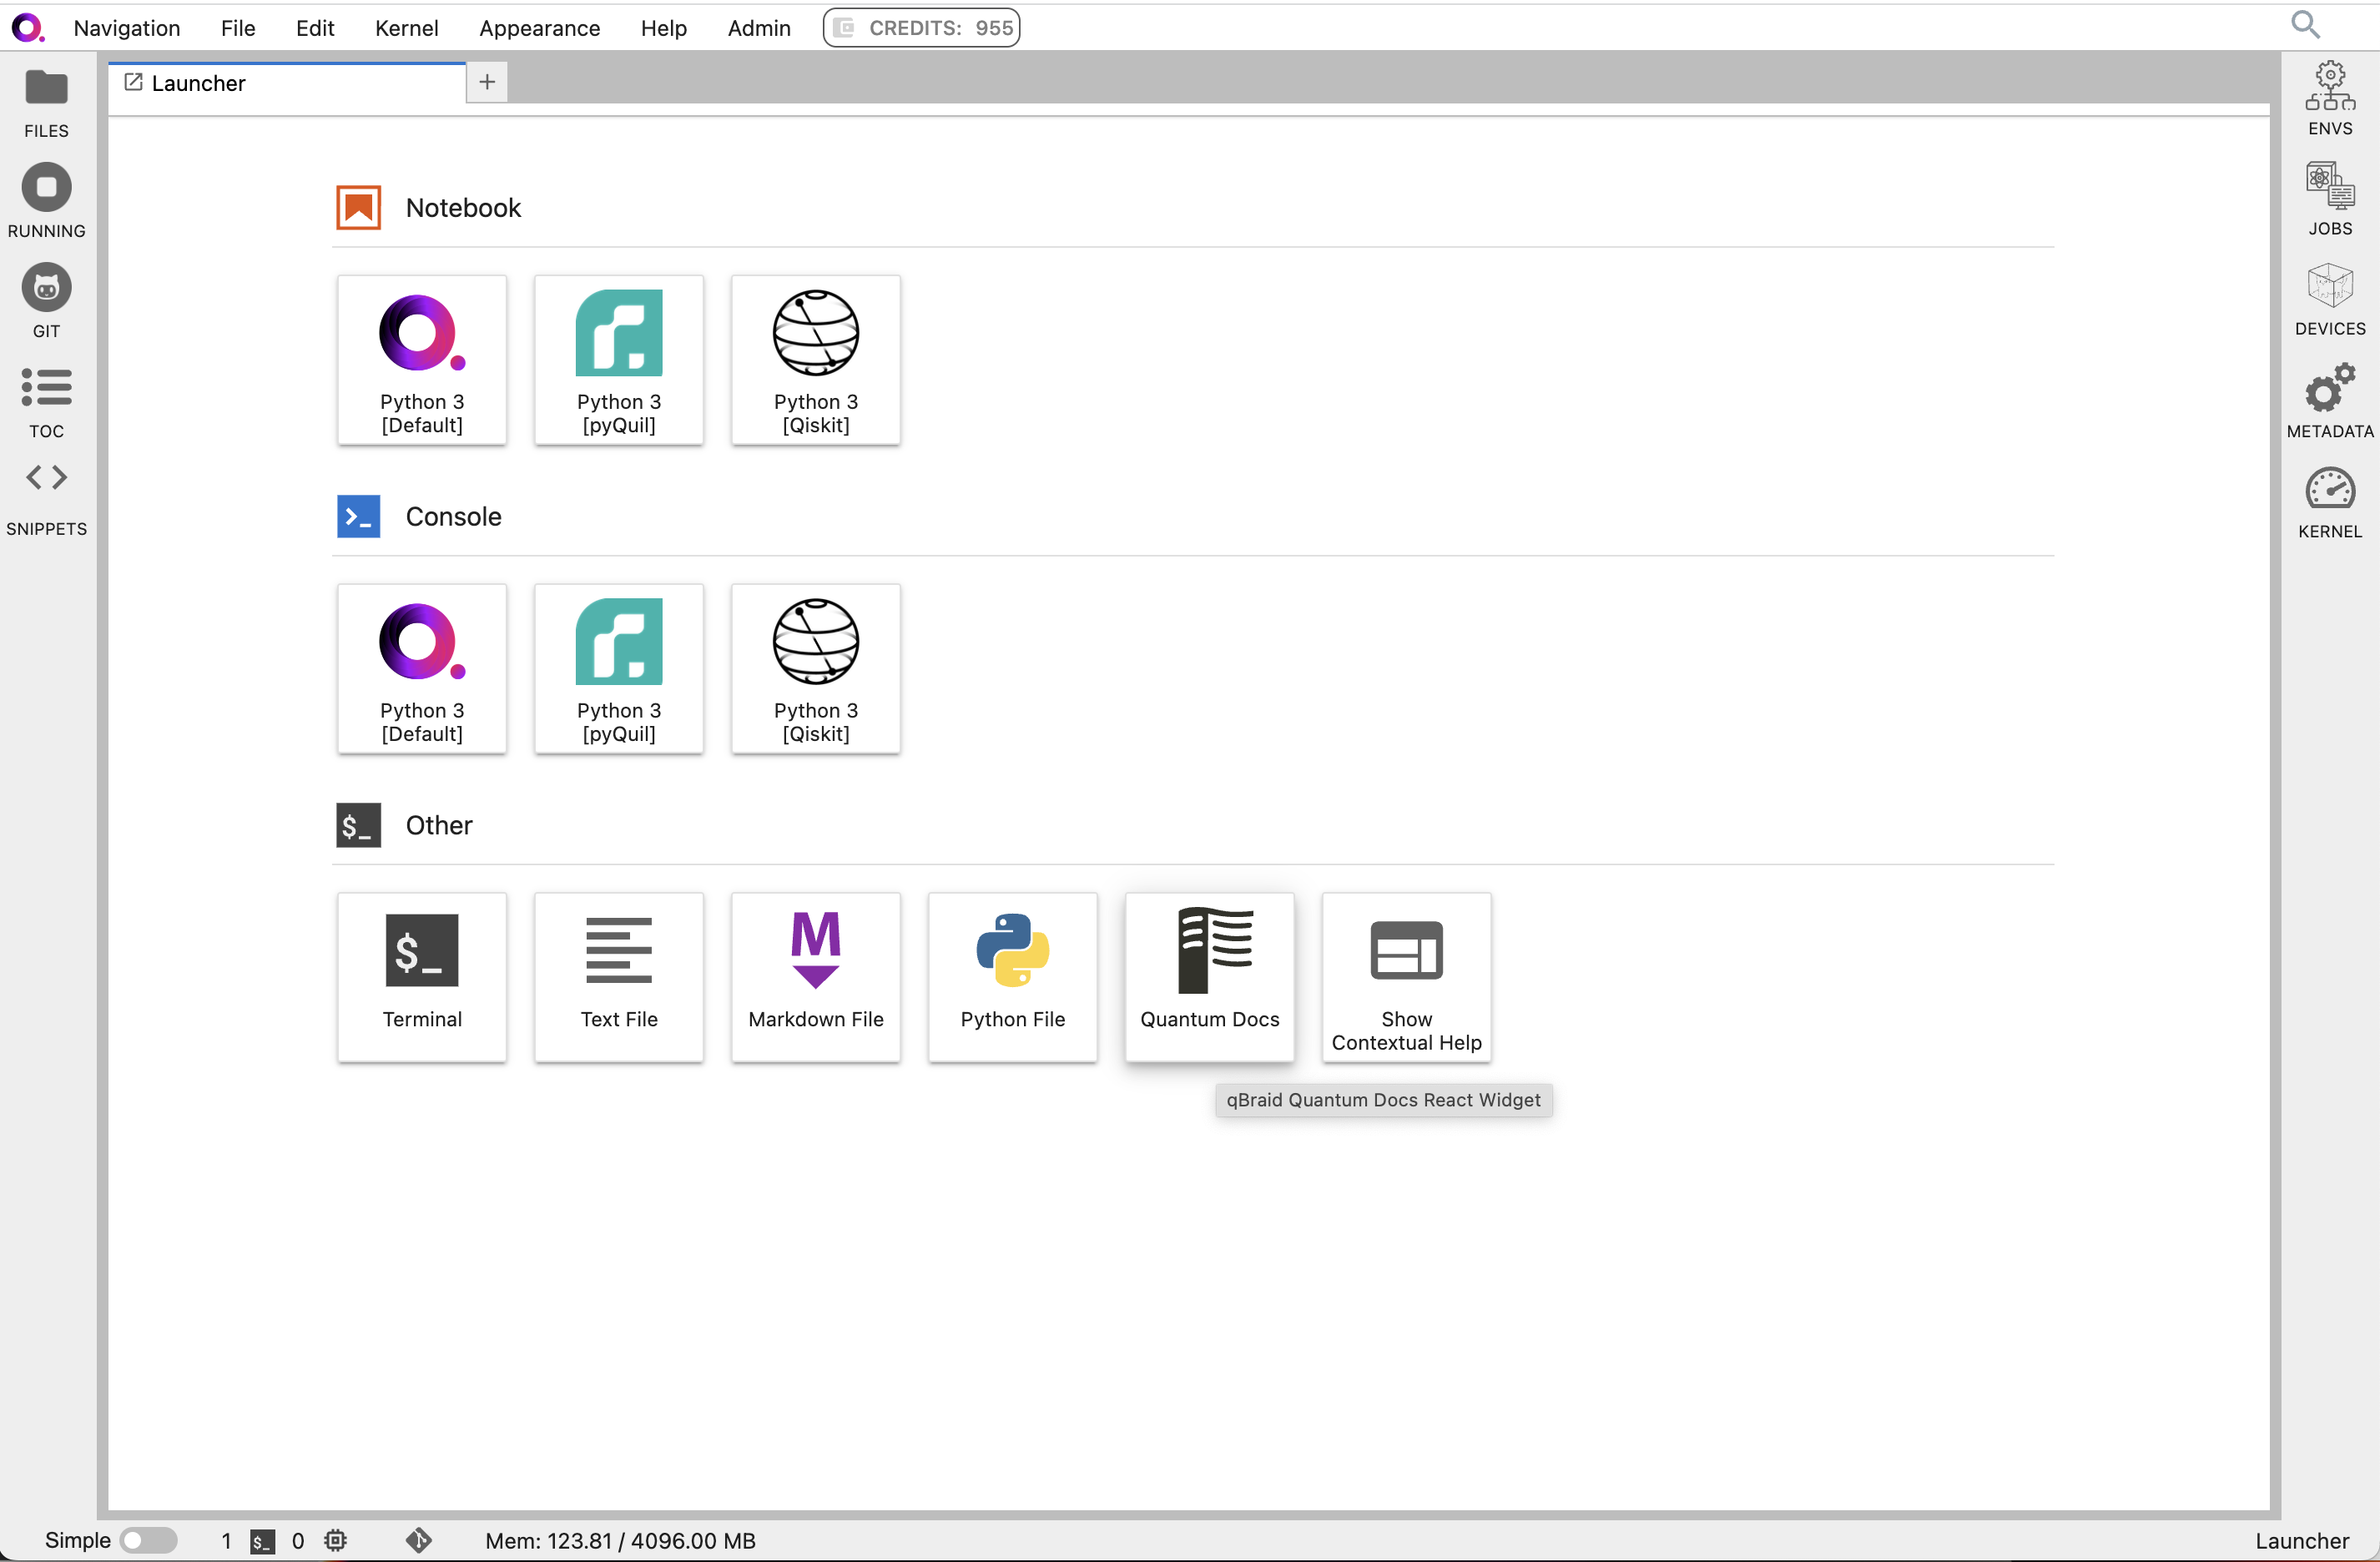 Navigation File Edit Kernel Appearance Help Admin CREDITS: 955
Launcher +
FILES
RUNNING
GIT
TOC
SNIPPETS
Notebook
Python 3
[Default]
Python 3
[pyQuil]
Python 3
[Qiskit]
Console
Python 3
[Default]
Python 3
[pyQuil]
Python 3
[Qiskit]
$_ Other
$_
Terminal
Text File
M
Markdown File
Python File
Quantum Docs
Show
Contextual Help
qBraid Quantum Docs React Widget
ENVS
JOBS
DEVICES
METADATA
KERNEL
Simple 1 $_ 0 Mem: 123.81 / 4096.00 MB Launcher